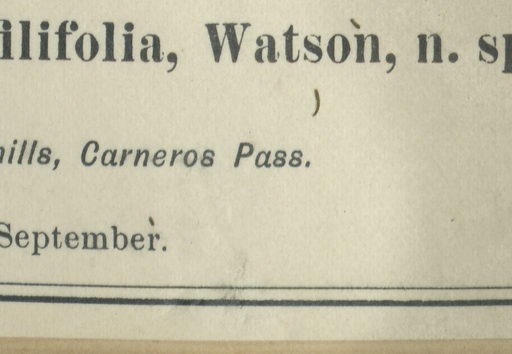 ilifolia, Watson, n. sp
hills, Carneros Pass.
September.